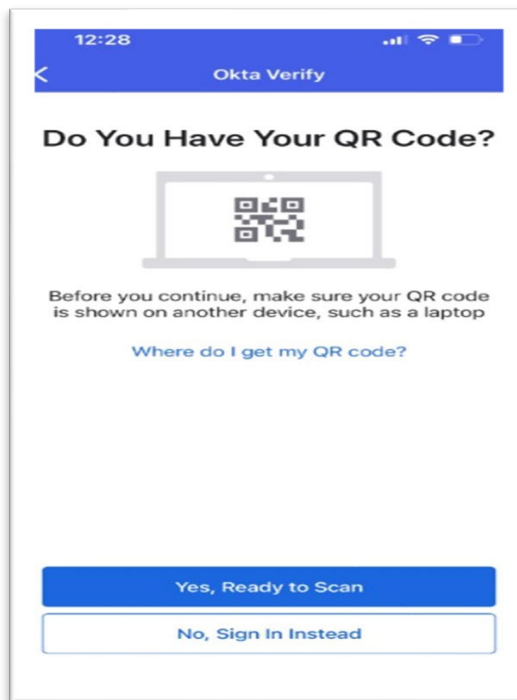 12:28
Okta Verify
Do You Have Your QR Code?
Before you continue, make sure your QR code
is shown on another device, such as a laptop
Where do I get my QR code?
Yes, Ready to Scan
No, Sign In Instead